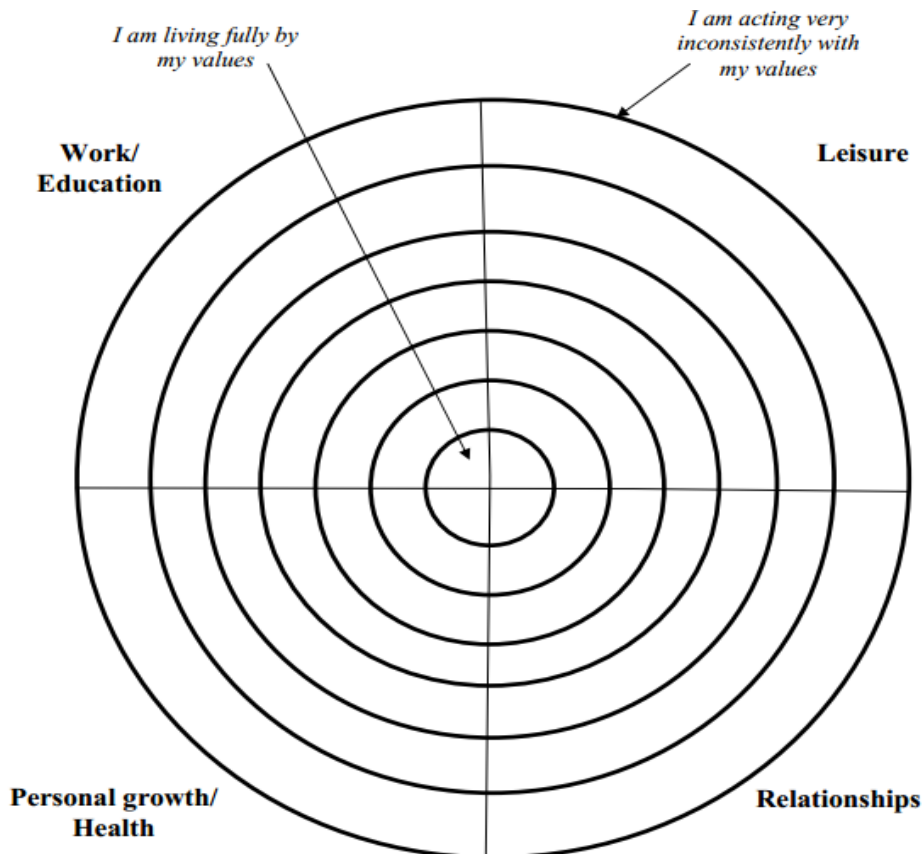 I am living fully by
my values
I am acting very
inconsistently with
my values
Work/
Education
Leisure
Personal growth/
Health
Relationships